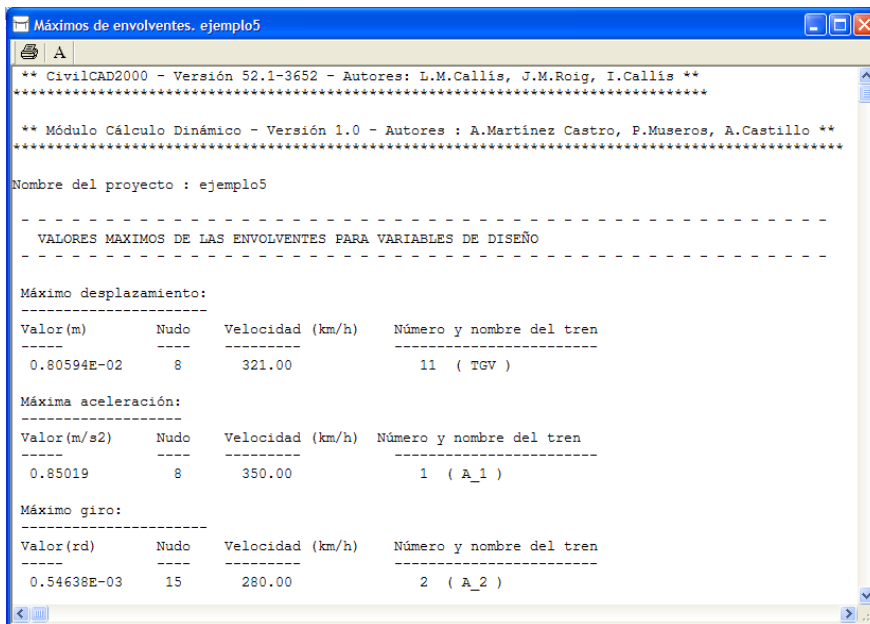 Máximos de envolventes. ejemplo5
A
** CivilCAD2000 - Versión 52.1-3652 - Autores: L.M.Callís, J.M.Roig, I.Callís **
** Módulo Cálculo Dinámico - Versión 1.0 - Autores : A.Martínez Castro, P.Museros, A.Castillo **
Nombre del proyecto : ejemplo5
VALORES MAXIMOS DE LAS ENVOLVENTES PARA VARIABLES DE DISEÑO
Máximo desplazamiento:
Valor(m) Nudo Velocidad (km/h) Número y nombre del tren
0.80594E-02 8 321.00 11 ( TGV )
Máxima aceleración:
Valor(m/s2) Nudo Velocidad (km/h) Número y nombre del tren
0.85019 8 350.00 1 ( A_1 )
Máximo giro:
Valor(rd) Nudo Velocidad (km/h) Número y nombre del tren
0.54638E-03 15 280.00 2 ( A_2 )